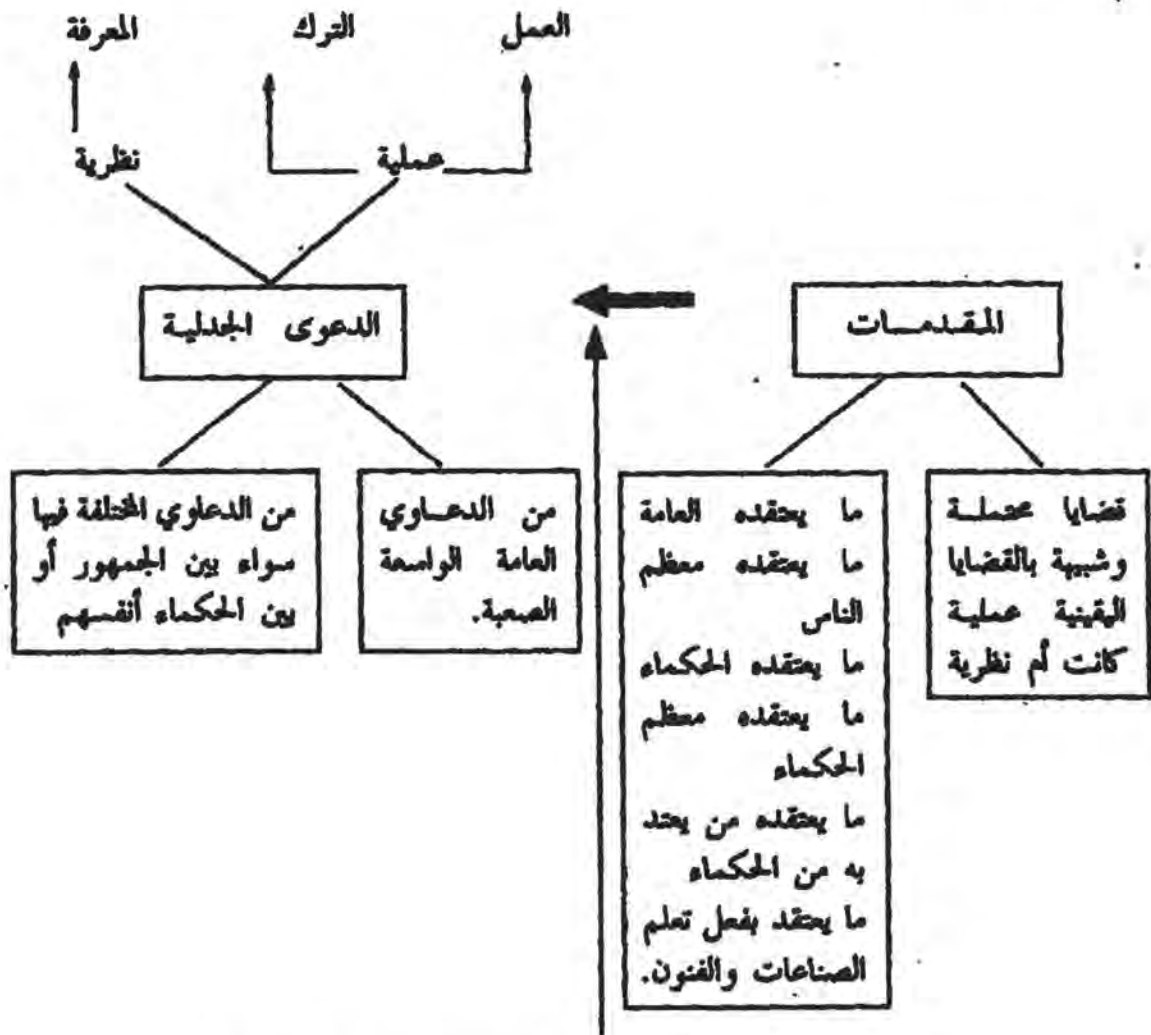 العمل
الترك
المعرفة
عملية
نظرية
المقدمات
الدعوى الجدلية
قضايا محتملة
وشبيهة بالقضايا
اليقينية عملية
كانت أم نظرية
ما يعتقده العامة
ما يعتقده معظم
الناس
ما يعتقده الحكماء
ما يعتقده معظم
الحكماء
ما يعتقده من يعتد
به من الحكماء
ما يعتقد بفعل تعلم
الصناعات والفنون.
من الدعاوي
العامة الواسعة
الصعبة.
من الدعاوي المختلفة فيها
سواء بين الجمهور أو
بين الحكماء أنفسهم